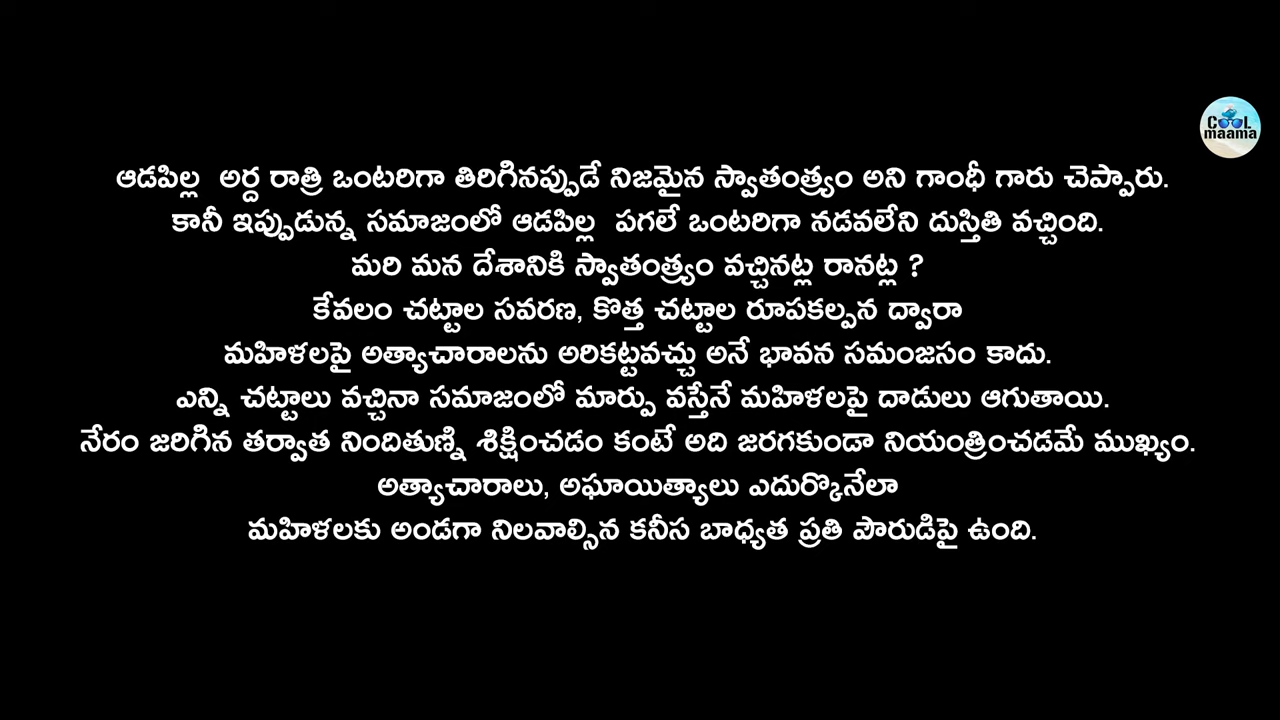 COOL
maama
ఆడపిల్ల అర్ద రాత్రి ఒంటరిగా తిరిగినప్పుడే నిజమైన స్వాతంత్ర్యం అని గాంధీ గారు చెప్పారు.
కానీ ఇప్పుడున్న సమాజంలో ఆడపిల్ల పగలే ఒంటరిగా నడవలేని దుస్తితి వచ్చింది.
మరి మన దేశానికి స్వాతంత్ర్యం వచ్చినట్ల రానట్ల ?
కేవలం చట్టాల సవరణ, కొత్త చట్టాల రూపకల్పన ద్వారా
మహిళలపై అత్యాచారాలను అరికట్టవచ్చు అనే భావన సమంజసం కాదు.
ఎన్ని చట్టాలు వచ్చినా సమాజంలో మార్పు వస్తేనే మహిళలపై దాడులు ఆగుతాయి.
నేరం జరిగిన తర్వాత నిందితుణ్ని శిక్షించడం కంటే అది జరగకుండా నియంత్రించడమే ముఖ్యం.
అత్యాచారాలు, అఘాయిత్యాలు ఎదుర్కొనేలా
మహిళలకు అండగా నిలవాల్సిన కనీస బాధ్యత ప్రతి పౌరుడిపై ఉంది.